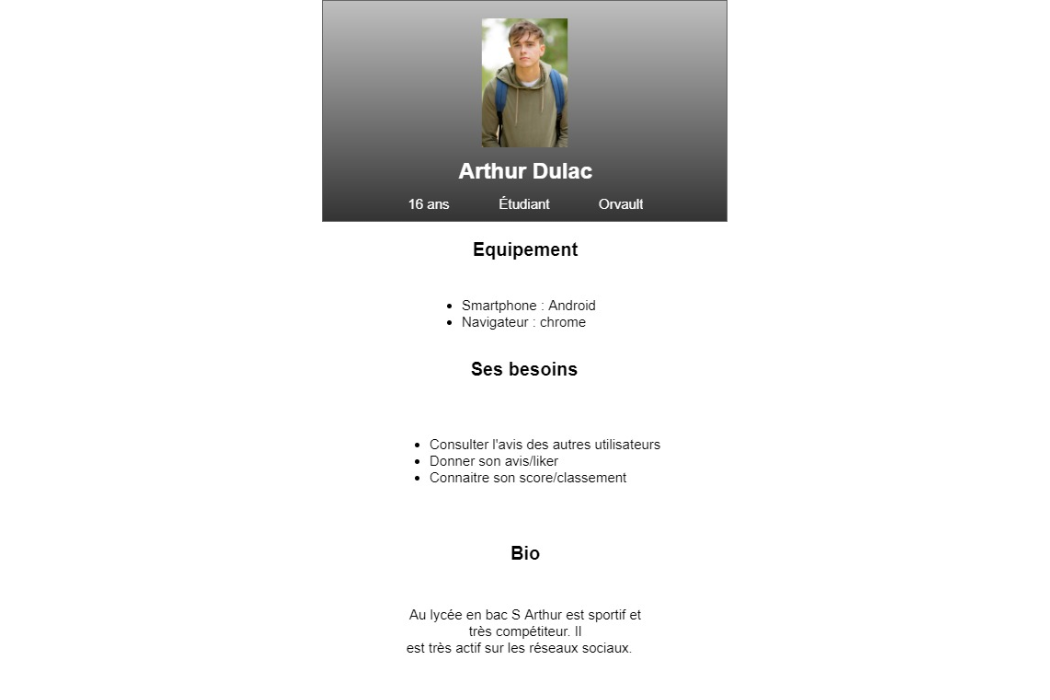 Arthur Dulac
16 ans Étudiant Orvault
Equipement
• Smartphone : Android
• Navigateur : chrome
Ses besoins
• Consulter l'avis des autres utilisateurs
• Donner son avis/liker
• Connaitre son score/classement
Bio
Au lycée en bac S Arthur est sportif et
très compétiteur. Il
est très actif sur les réseaux sociaux.